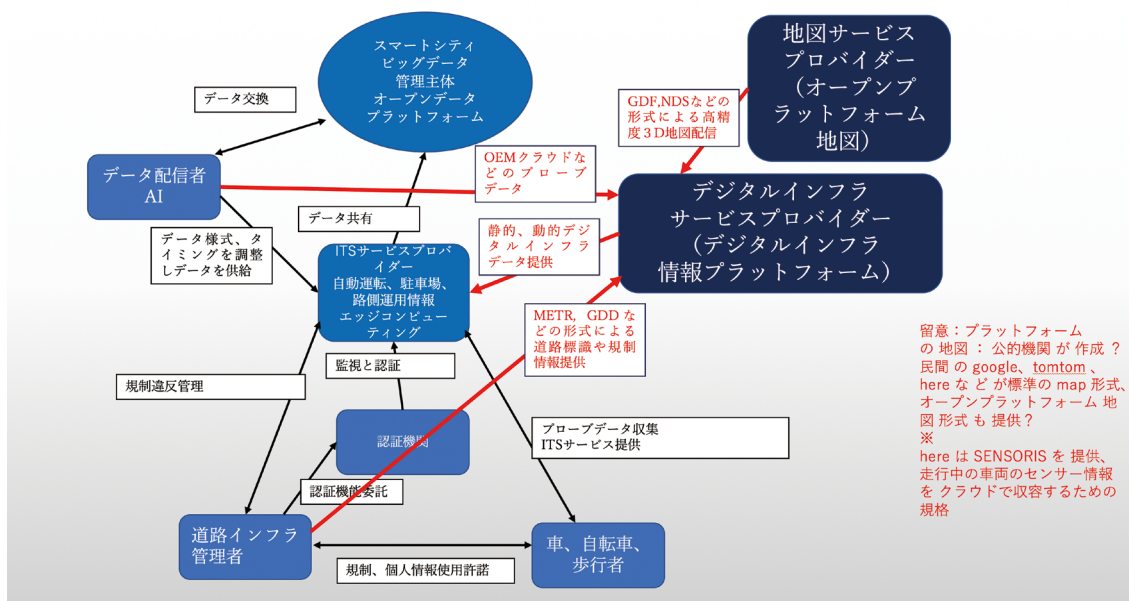 スマートシティ
ビッグデータ
管理主体
オープンデータ
プラットフォーム
地図サービス
プロバイダー
（オープンプ
ラットフォーム
地図）
データ交換
GDF,NDSなどの
形式による高精
度３D地図配信
データ配信者
AI
OEMクラウドな
どのプローブ
データ
デジタルインフラ
サービスプロバイダー
（デジタルインフラ
情報プラットフォーム）
データ共有
データ様式、タ
イミングを調整
しデータを供給
静的、動的デジ
タルインフラ
データ提供
ITSサービスプロバ
イダー
自動運転、駐車場、
路側運用情報
エッジコンピュー
ティング
METR, GDD な
どの形式による
道路標識や規制
情報提供
監視と認証
規制違反管理
留意：プラットフォーム
の 地図 ： 公的機関 が 作成 ？
民間 の google、tomtom 、
here な ど が標準の map 形式、
オープンプラットフォーム 地
図 形式 も 提供？
※
here は SENSORIS を 提供、
走行中の車両のセンサー情報
を クラウドで収容するための
規格
認証機関
プローブデータ収集
ITSサービス提供
認証機能委託
道路インフラ
管理者
車、自転車、
歩行者
規制、個人情報使用許諾